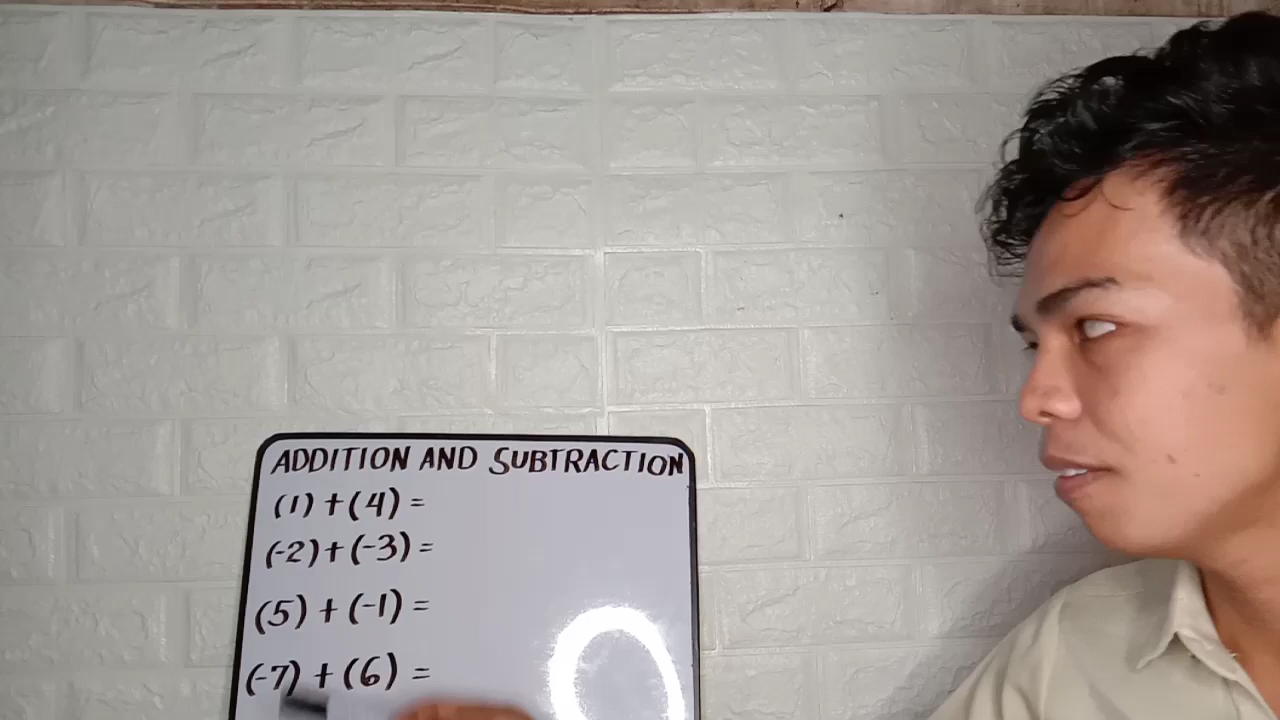 ADDITION AND SUBTRACTION
(1) + (4) =
(-2) + (-3) =
(5) + (-1) =
(-7) + (6) =